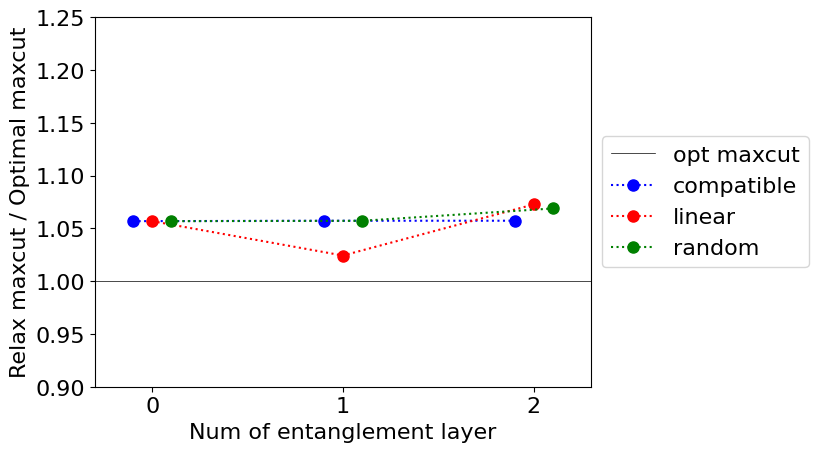 Relax maxcut / Optimal maxcut
1.25
1.20
1.15
1.10
1.05
1.00
0.95
0.90
0
1
2
Num of entanglement layer
opt maxcut
compatible
linear
random